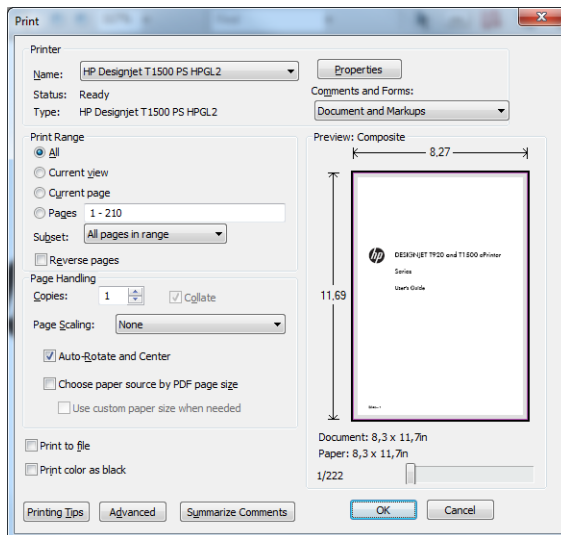 Print
Printer
Name: HP Designjet T1500 PS HPGL2
Properties
Status: Ready
Comments and Forms:
Type: HP Designjet T1500 PS HPGL2
Document and Markups
Print Range
All
Current view
Current page
Pages 1 - 210
Subset: All pages in range
Reverse pages
Page Handling
Copies: 1
Collate
Page Scaling: None
Auto-Rotate and Center
Choose paper source by PDF page size
Use custom paper size when needed
Print to file
Print color as black
Preview: Composite
8,27
11,69
hp
DESIGNJET T920 and T1500 ePrinter
Series
User's Guide
Document: 8,3 x 11,7in
Paper: 8,3 x 11,7in
1/222
Printing Tips
Advanced
Summarize Comments
OK
Cancel